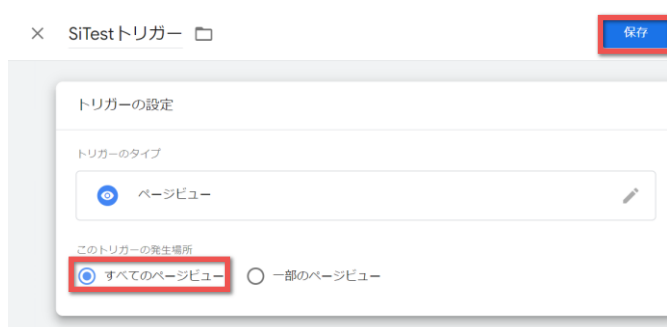 SiTestトリガー
保存
トリガーの設定
トリガーのタイプ
ページビュー
このトリガーの発生場所
すべてのページビュー
一部のページビュー